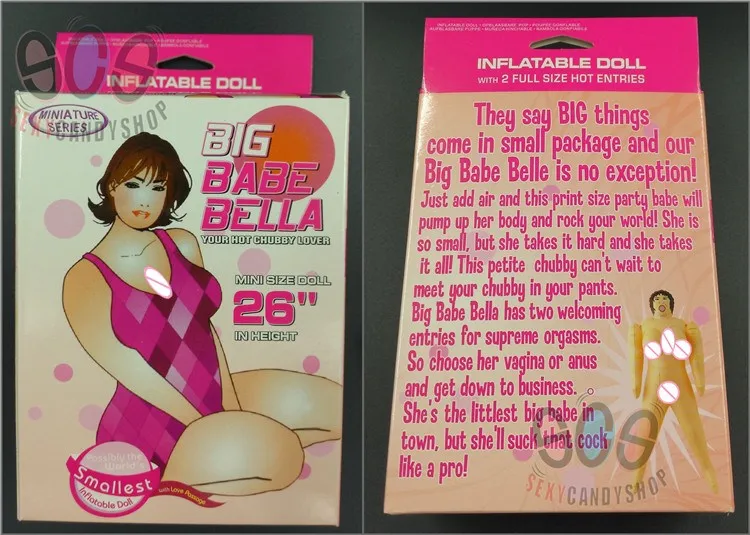 INFLATABLE DOLL
MINIATURE
SERIES
SCS
SEXYCANDYSHOP
BIG
BABE
BELLA
YOUR HOT CHUBBY LOVER
MINI SIZE DOLL
26"
IN HEIGHT
Possibly the
World's
Smallest
Inflatable Doll
with Love Passage
INFLATABLE DOLL
WITH 2 FULL SIZE HOT ENTRIES
They say BIG things
come in small package and our
Big Babe Belle is no exception!
Just add air and this print size party babe will
pump up her body and rock your world! She is
so small, but she takes it hard and she takes
it all! This petite chubby can't wait to
meet your chubby in your pants.
Big Babe Bella has two welcoming
entries for supreme orgasms.
So choose her vagina or anus
and get down to business.
She's the littlest big babe in
town, but she'll suck that cock
like a pro!
SCS
SEXYCANDYSHOP